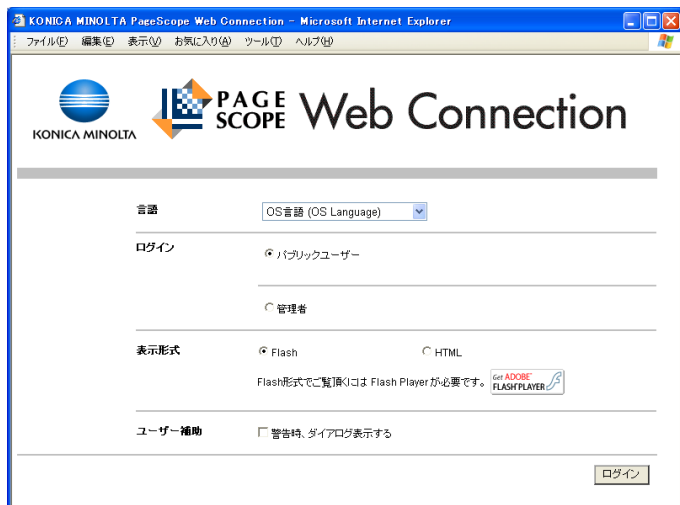 KONICA MINOLTA PageScope Web Connection - Microsoft Internet Explorer
ファイル(F) 編集(E) 表示(V) お気に入り(A) ツール(T) ヘルプ(H)
KONICA MINOLTA
PAGE SCOPE Web Connection
言語 OS言語 (OS Language)
ログイン パブリックユーザー
管理者
表示形式 Flash HTML
Flash形式でご覧頂くには Flash Player が必要です。 Get ADOBE FLASH PLAYER
ユーザー補助 警告時、ダイアログ表示する
ログイン